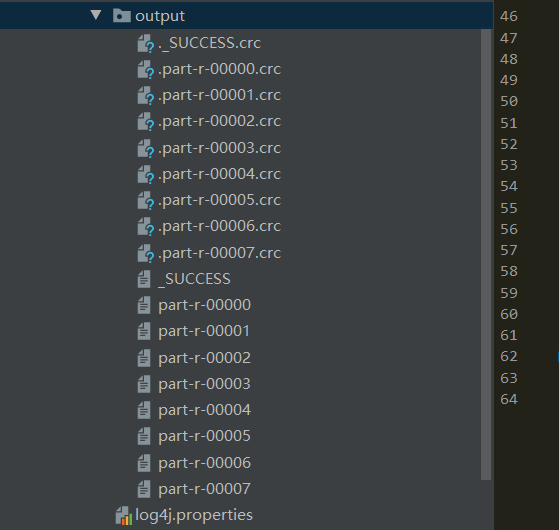 output
._SUCCESS.crc
.part-r-00000.crc
.part-r-00001.crc
.part-r-00002.crc
.part-r-00003.crc
.part-r-00004.crc
.part-r-00005.crc
.part-r-00006.crc
.part-r-00007.crc
_SUCCESS
part-r-00000
part-r-00001
part-r-00002
part-r-00003
part-r-00004
part-r-00005
part-r-00006
part-r-00007
log4j.properties
46
47
48
49
50
51
52
53
54
55
56
57
58
59
60
61
62
63
64